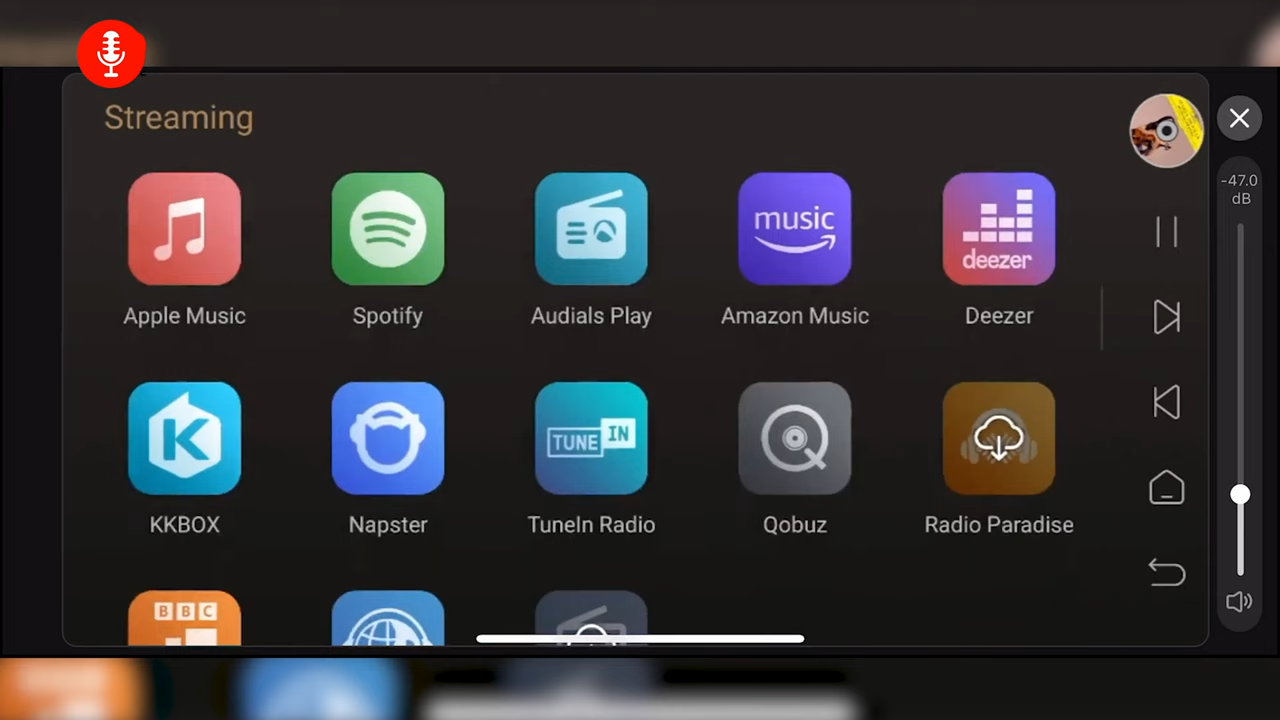 Streaming
-47.0
dB
music
deezer
Apple Music
Spotify
Audials Play
Amazon Music
Deezer
K
TUNE IN
KKBOX
Napster
TuneIn Radio
Qobuz
Radio Paradise
BBC